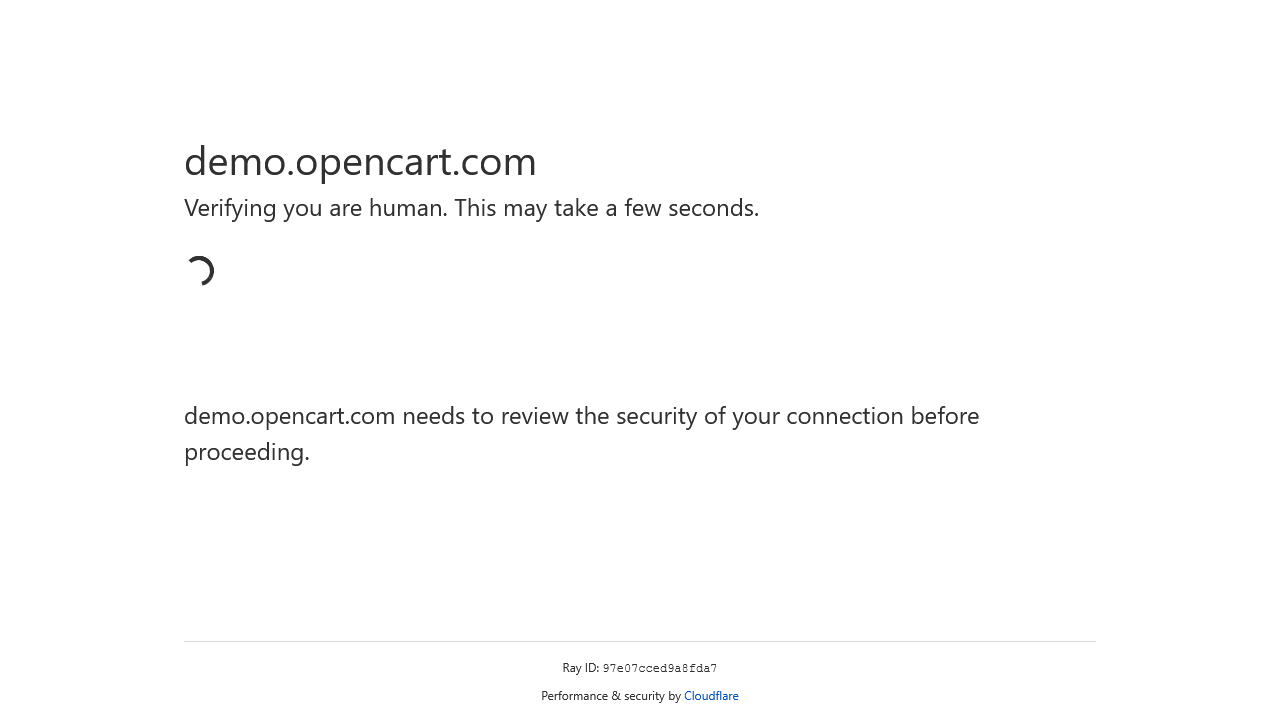 demo.opencart.com
Verifying you are human. This may take a few seconds.
demo.opencart.com needs to review the security of your connection before
proceeding.
Ray ID: 97e07cced9a8fda7
Performance & security by Cloudflare